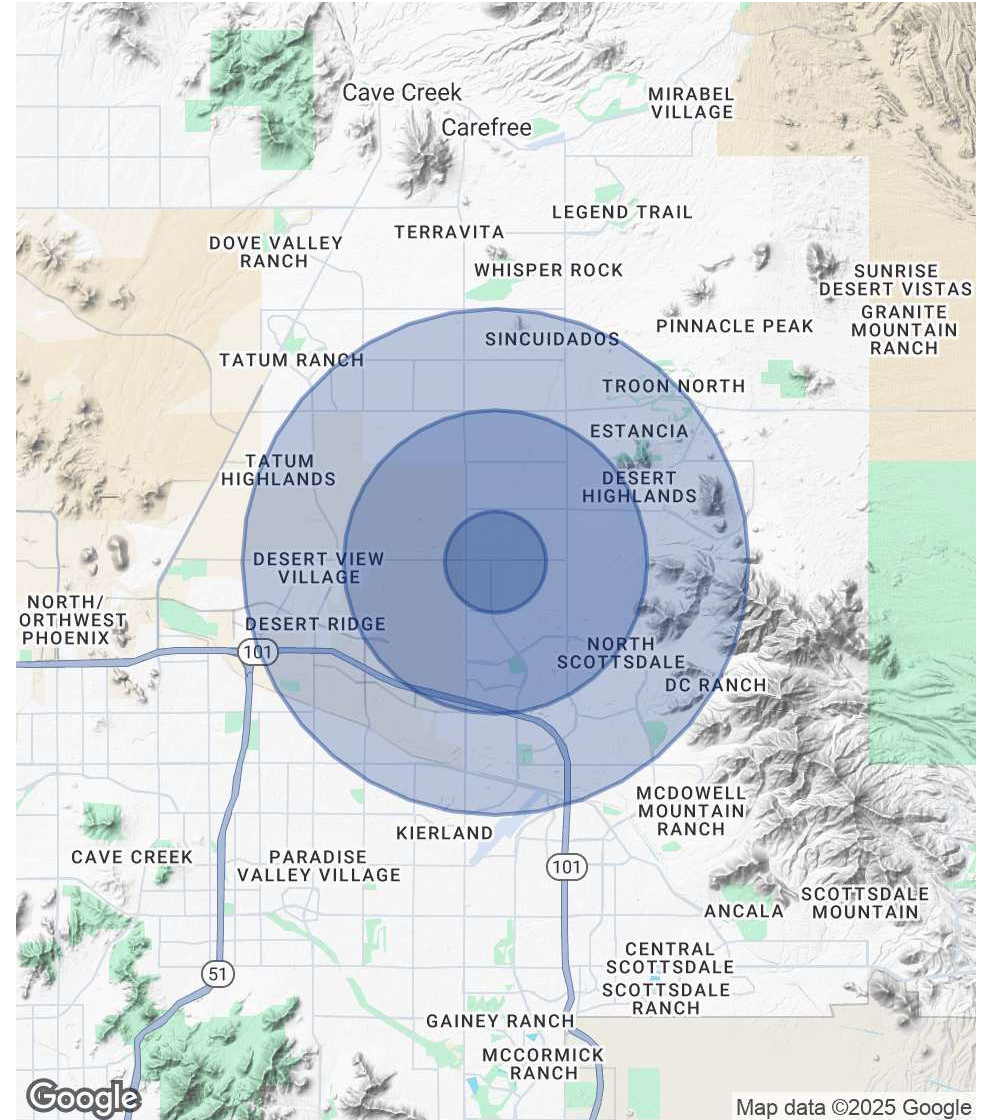 Cave Creek
Carefree
MIRABEL
VILLAGE
LEGEND TRAIL
TERRAVITA
DOVE VALLEY
RANCH
WHISPER ROCK
SUNRISE
DESERT VISTAS
GRANITE
MOUNTAIN
RANCH
PINNACLE PEAK
SINCUIDADOS
TATUM RANCH
TROON NORTH
ESTANCIA
TATUM
HIGHLANDS
DESERT
HIGHLANDS
DESERT VIEW
VILLAGE
NORTH/
ORTHWEST
PHOENIX
DESERT RIDGE
101
NORTH
SCOTTSDALE
DC RANCH
MCDOWELL
MOUNTAIN
RANCH
KIERLAND
CAVE CREEK
PARADISE
VALLEY VILLAGE
101
ANCALA
SCOTTSDALE
MOUNTAIN
CENTRAL
SCOTTSDALE
SCOTTSDALE
RANCH
51
GAINEY RANCH
MCCORMICK
RANCH
Google
Map data ©2025 Google